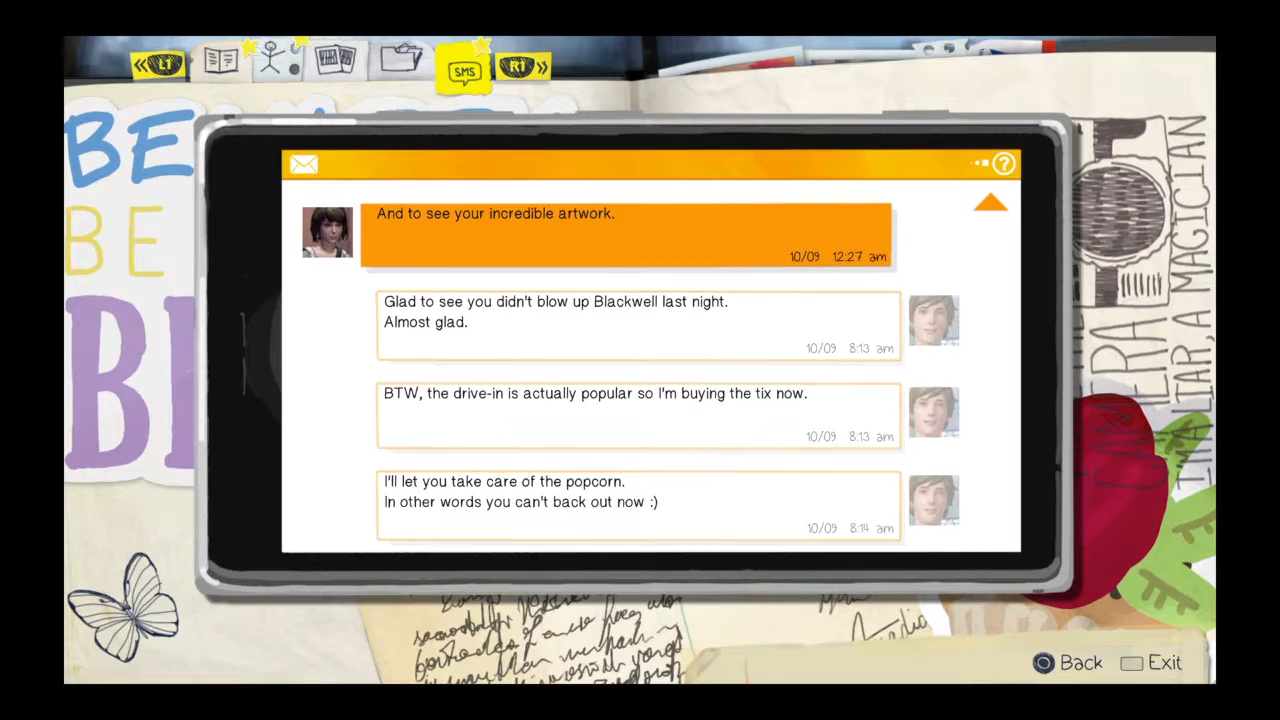 L1
SMS
R1
BE
BE
And to see your incredible artwork.
10/09 12:27 am
Glad to see you didn't blow up Blackwell last night.
Almost glad.
10/09 8:13 am
BTW, the drive-in is actually popular so I'm buying the tix now.
10/09 8:13 am
I'll let you take care of the popcorn.
In other words you can't back out now :)
10/09 8:14 am
A MAGICIAN
Back
Exit